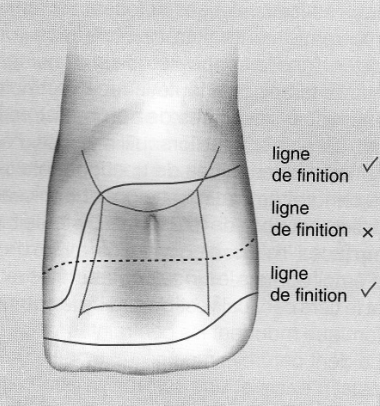 ligne
de finition ✓
ligne
de finition ×
ligne
de finition ✓